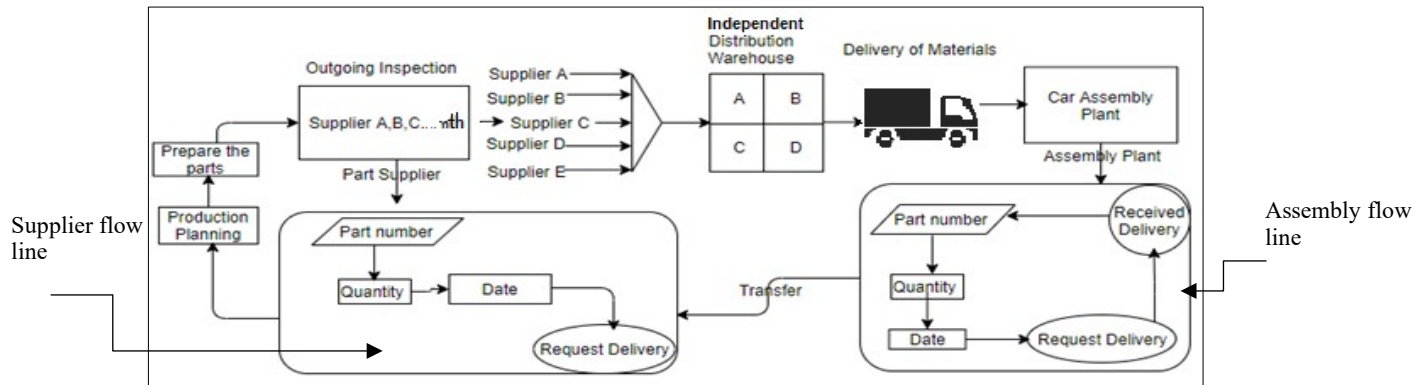 Independent
Distribution
Warehouse
Delivery of Materials
Outgoing Inspection
Supplier A
Supplier B
Supplier C
Supplier D
Supplier E
Supplier A,B,C....nth
A
B
C
D
Car Assembly
Plant
Prepare the
parts
Part Supplier
Assembly Plant
Supplier flow
line
Production
Planning
Part number
Quantity
Date
Request Delivery
Transfer
Part number
Received
Delivery
Quantity
Date
Request Delivery
Assembly flow
line